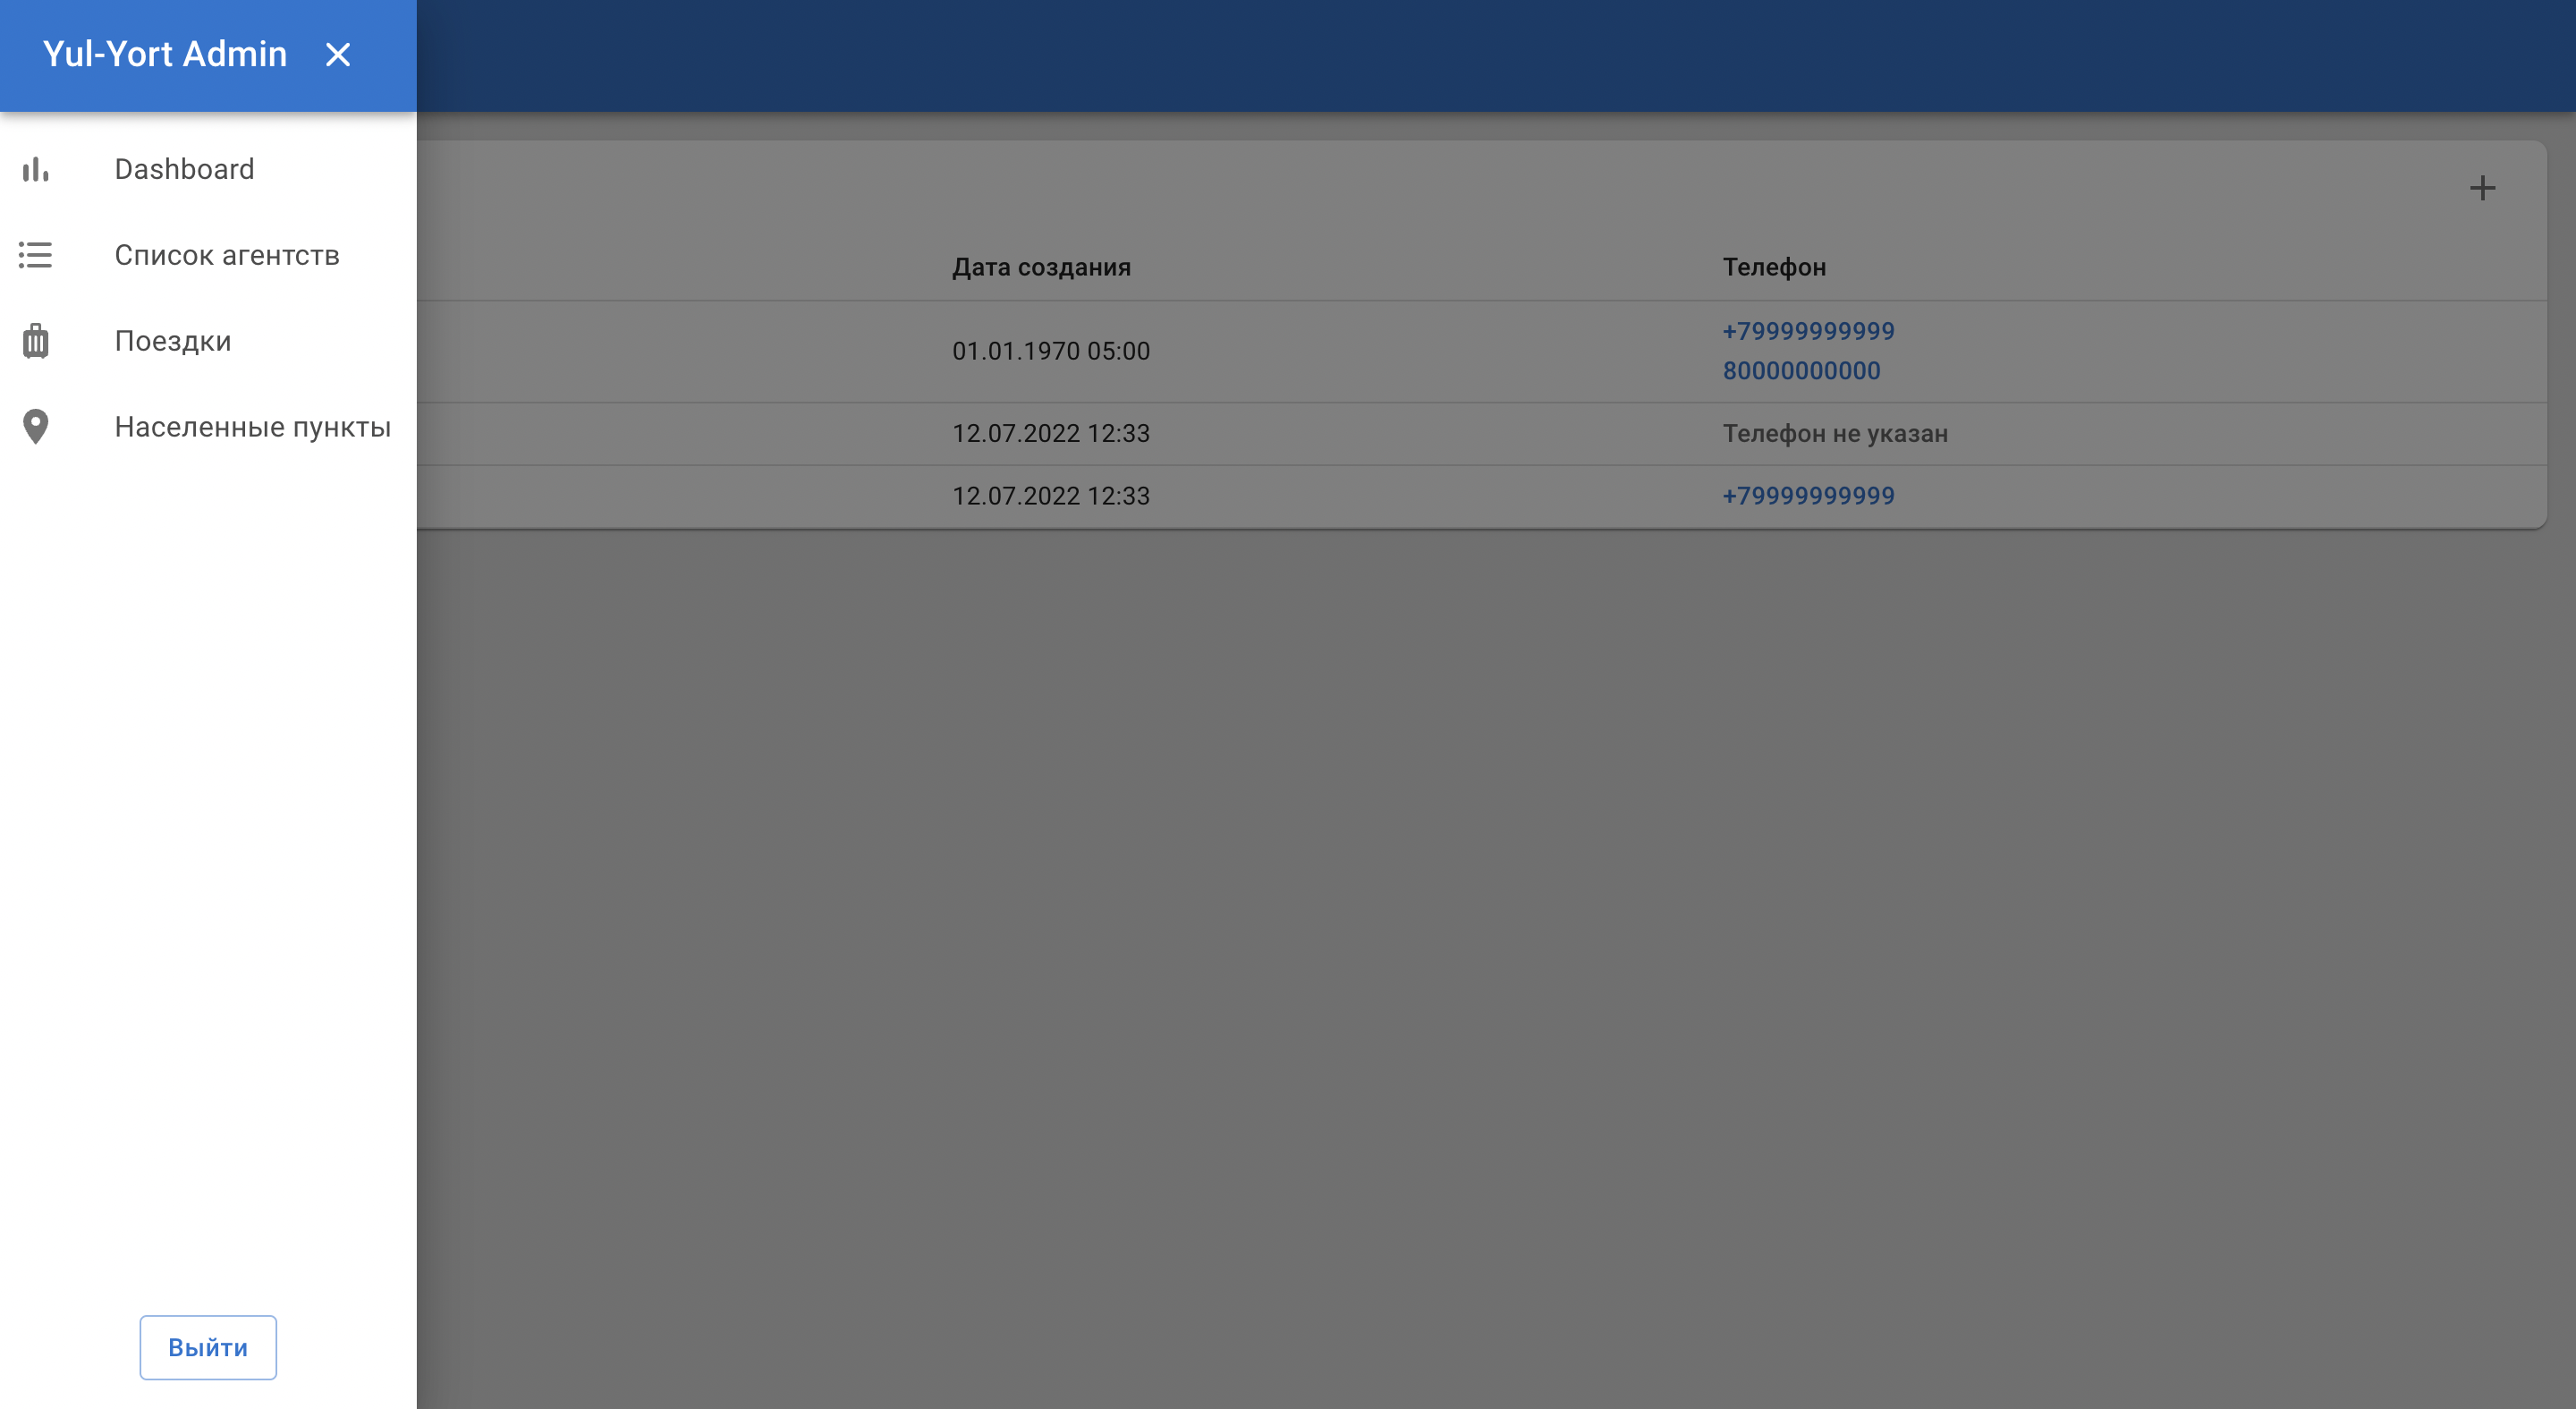 Yul-Yort Admin
Dashboard
Список агентств
Поездки
Населенные пункты
Выйти
Дата создания Телефон
01.01.1970 05:00 +79999999999
80000000000
12.07.2022 12:33 Телефон не указан
12.07.2022 12:33 +79999999999